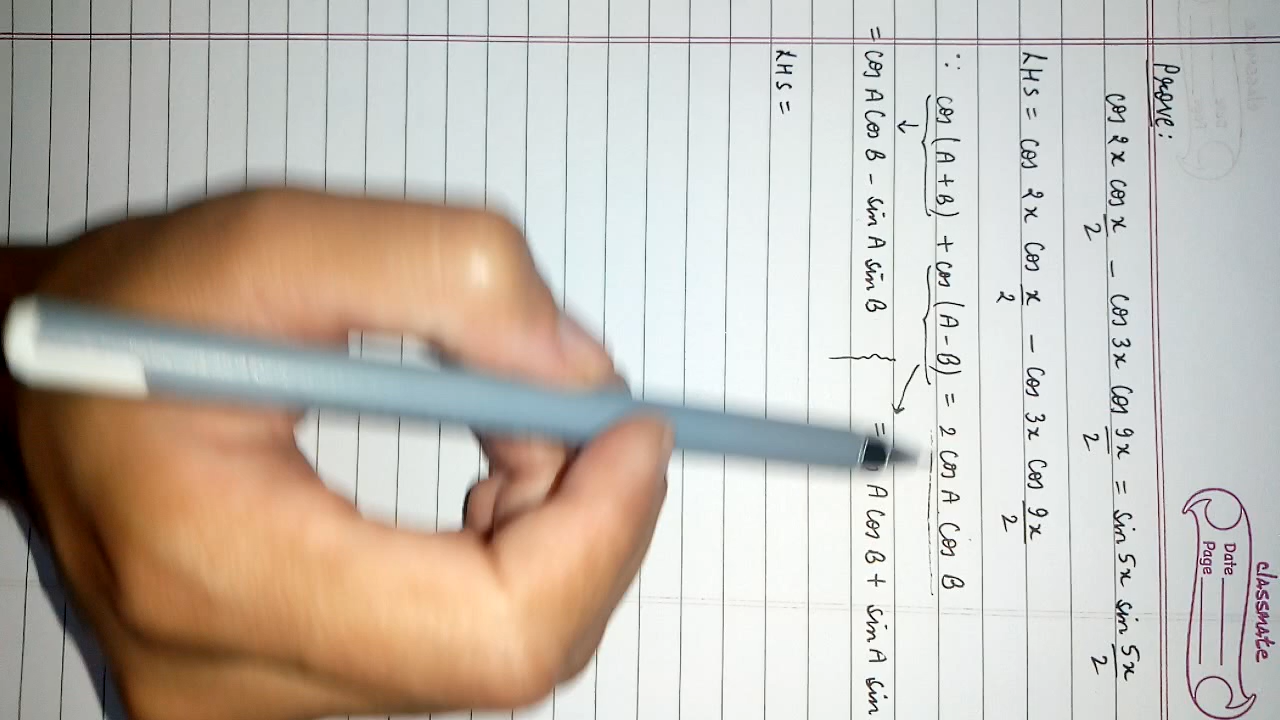 classmate
Date
Page
Prove:
cos 2x cos x/2 - cos 3x cos 9x/2 = sin 5x sin 5x/2
LHS = cos 2x cos x/2 - cos 3x cos 9x/2
∵ cos (A + B) + cos (A - B) = 2 cos A cos B
= cos A cos B - sin A sin B = A cos B + sin A sin
LHS =